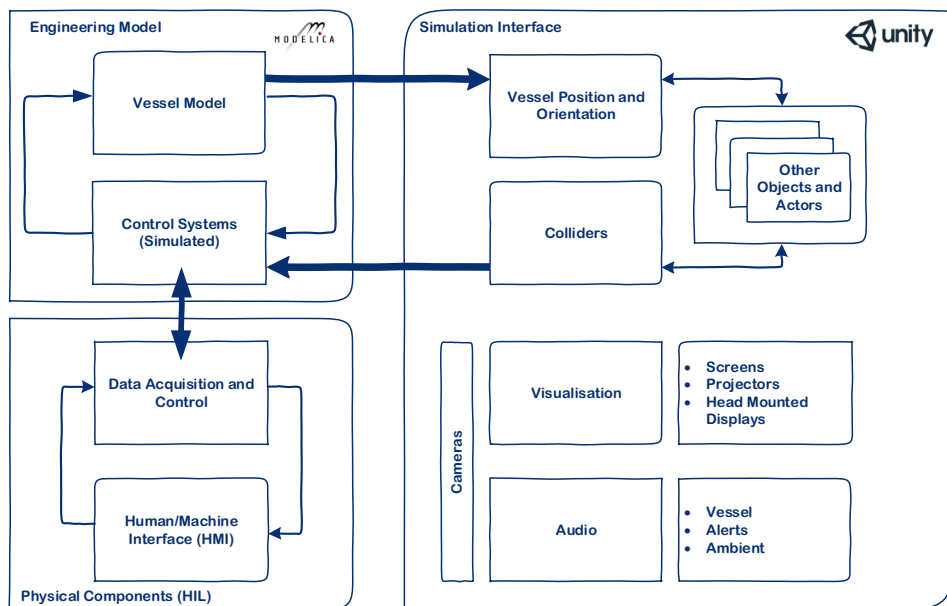 Engineering Model
MODELICA
Vessel Model
Control Systems
(Simulated)
Data Acquisition and
Control
Human/Machine
Interface (HMI)
Physical Components (HIL)
Simulation Interface
unity
Vessel Position and
Orientation
Other
Objects and
Actors
Colliders
Cameras
Visualisation
• Screens
• Projectors
• Head Mounted
Displays
Audio
• Vessel
• Alerts
• Ambient